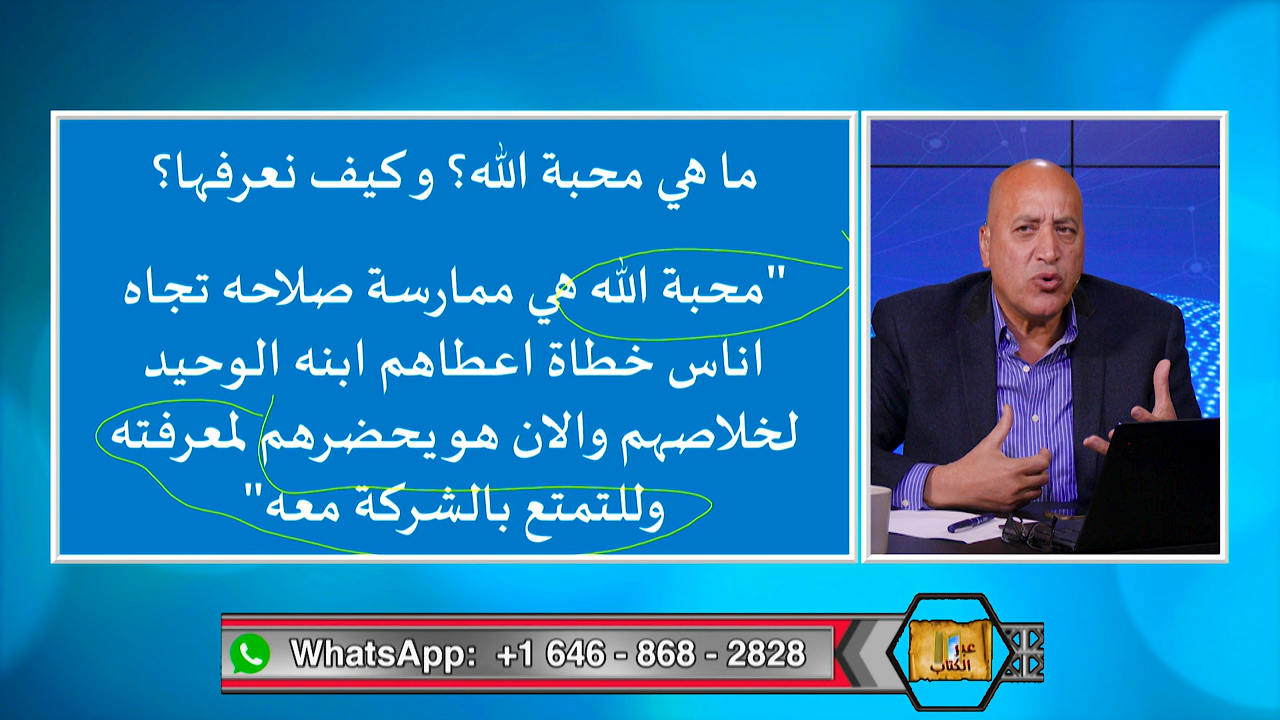 ما هي محبة الله؟ وكيف نعرفها؟
"محبة الله هي ممارسة صلاحه تجاه
اناس خطاة اعطاهم ابنه الوحيد
لخلاصهم والان هو يحضرهم لمعرفته
وللتمتع بالشركة معه"
WhatsApp: +1 646 - 868 - 2828
عبر
الكتاب